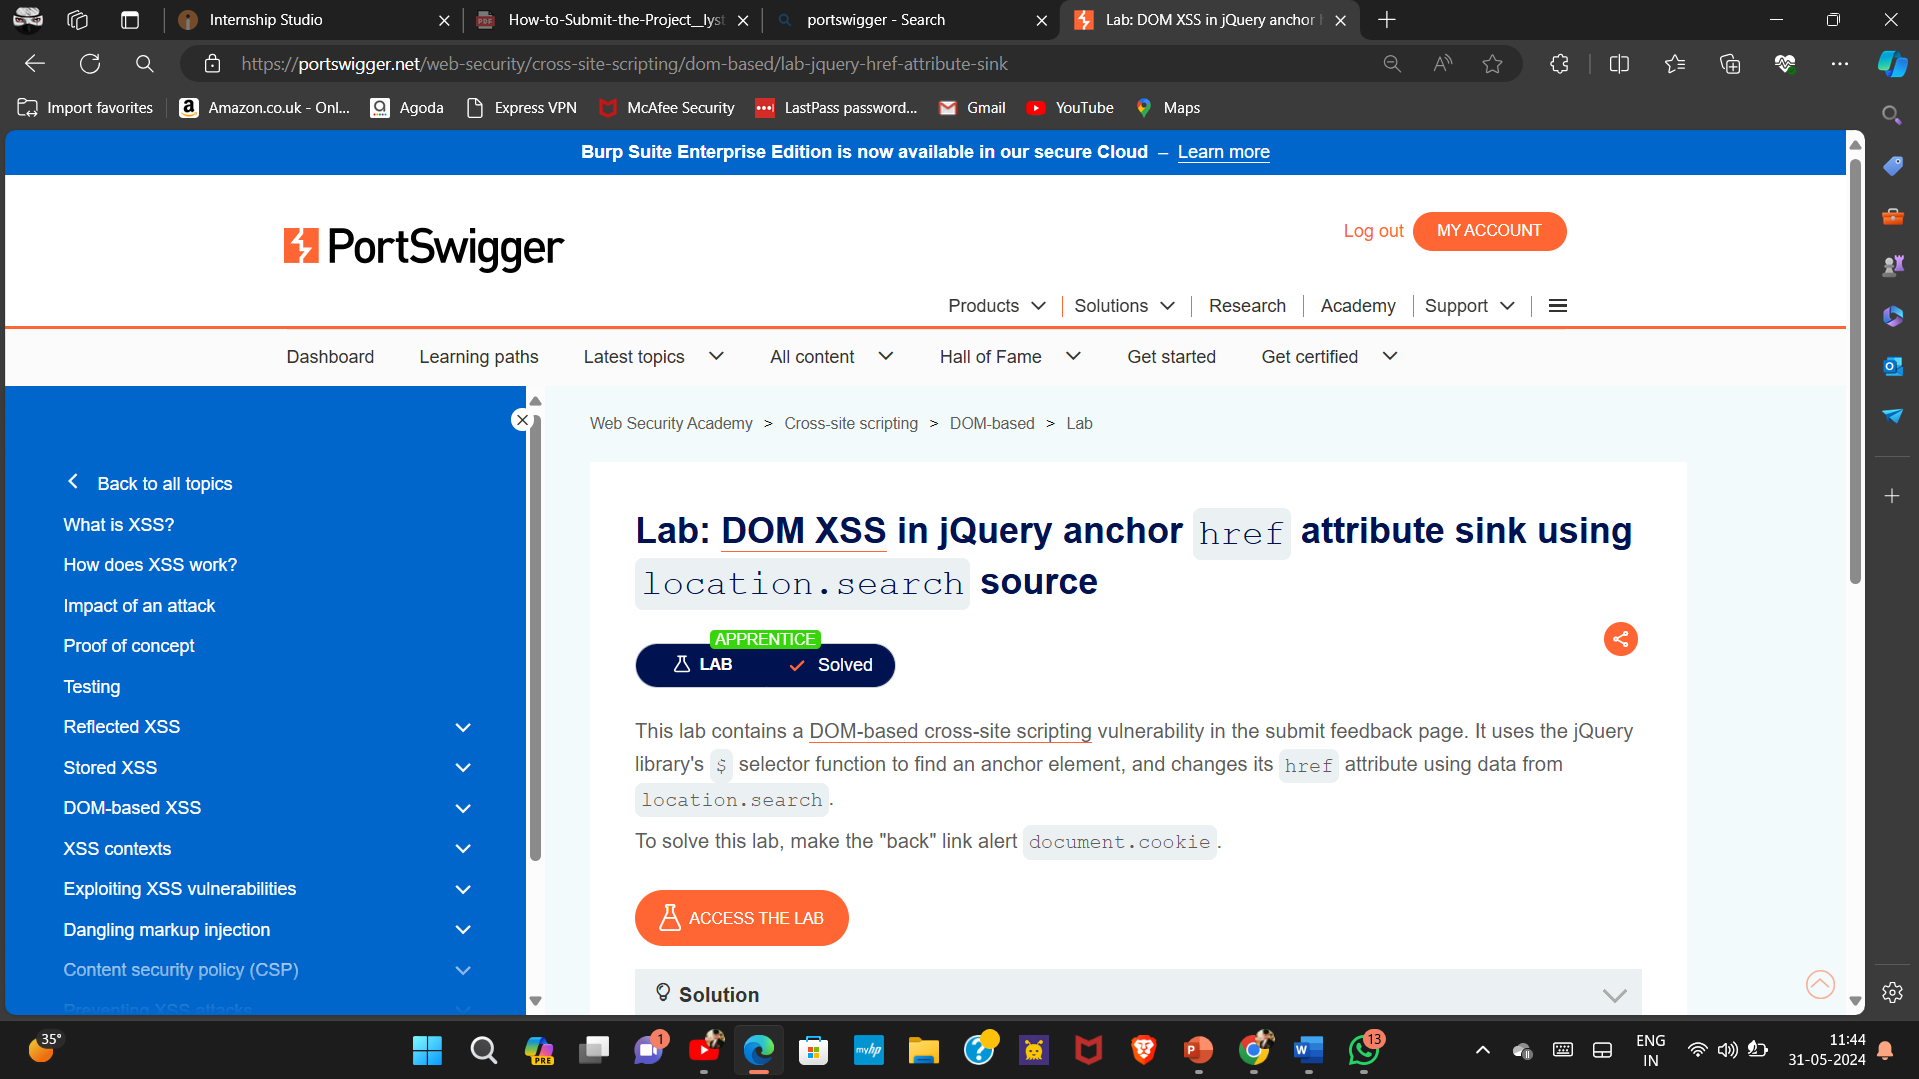 Internship Studio
How-to-Submit-the-Project_lyst
portswigger - Search
Lab: DOM XSS in jQuery anchor
https://portswigger.net/web-security/cross-site-scripting/dom-based/lab-jquery-href-attribute-sink
Import favorites
Amazon.co.uk - Onl...
Agoda
Express VPN
McAfee Security
LastPass password...
Gmail
YouTube
Maps
Burp Suite Enterprise Edition is now available in our secure Cloud – Learn more
PortSwigger
Log out
MY ACCOUNT
Products
Solutions
Research
Academy
Support
Dashboard
Learning paths
Latest topics
All content
Hall of Fame
Get started
Get certified
Back to all topics
What is XSS?
How does XSS work?
Impact of an attack
Proof of concept
Testing
Reflected XSS
Stored XSS
DOM-based XSS
XSS contexts
Exploiting XSS vulnerabilities
Dangling markup injection
Content security policy (CSP)
Preventing XSS attacks
Web Security Academy > Cross-site scripting > DOM-based > Lab
Lab: DOM XSS in jQuery anchor href attribute sink using
location.search source
APPRENTICE
LAB
Solved
This lab contains a DOM-based cross-site scripting vulnerability in the submit feedback page. It uses the jQuery
library's $ selector function to find an anchor element, and changes its href attribute using data from
location.search.
To solve this lab, make the "back" link alert document.cookie.
ACCESS THE LAB
Solution
35°
PRE
1
myhp
13
ENG
IN
11:44
31-05-2024